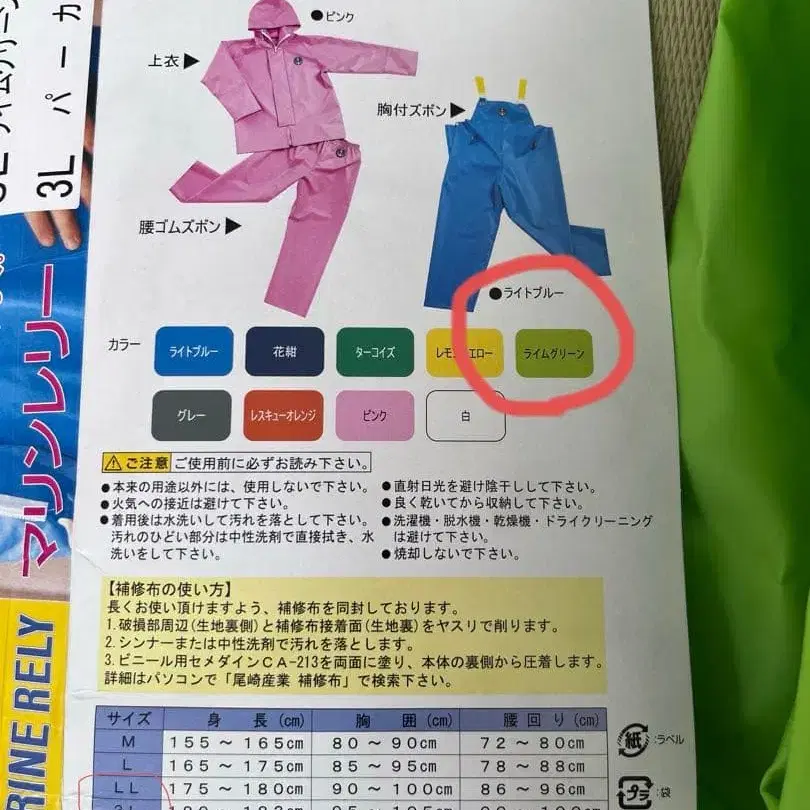 ●ピンク
上衣▶
胸付ズボン▶
腰ゴムズボン▶
●ライトブルー
カラー
ライトブルー
花紺
ターコイズ
レモンイエロー
ライムグリーン
グレー
レスキューオレンジ
ピンク
白
⚠ご注意 ご使用前に必ずお読み下さい。
●本来の用途以外には、使用しないで下さい。
●火気への接近は避けて下さい。
●着用後は水洗いして汚れを落として下さい。
汚れのひどい部分は中性洗剤で直接拭き、水
洗いをして下さい。
●直射日光を避け陰干しして下さい。
●良く乾いてから収納して下さい。
●洗濯機・脱水機・乾燥機・ドライクリーニング
は避けて下さい。
●焼却しないで下さい。
【補修布の使い方】
長くお使い頂けますよう、補修布を同封しております。
1.破損部周辺(生地裏側)と補修布接着面(生地裏)をヤスリで削ります。
2.シンナーまたは中性洗剤で汚れを落とします。
3.ビニール用セメダインCA-213を両面に塗り、本体の裏側から圧着します。
詳細はパソコンで「尾崎産業 補修布」で検索下さい。
サイズ 身長(cm) 胸囲(cm) 腰回り(cm)
M 155～165cm 80～90cm 72～80cm
L 165～175cm 85～95cm 78～88cm
LL 175～180cm 90～100cm 86～96cm
紙:ラベル
プラ:袋
3L パーカ
マリンレリー
RINE RELY